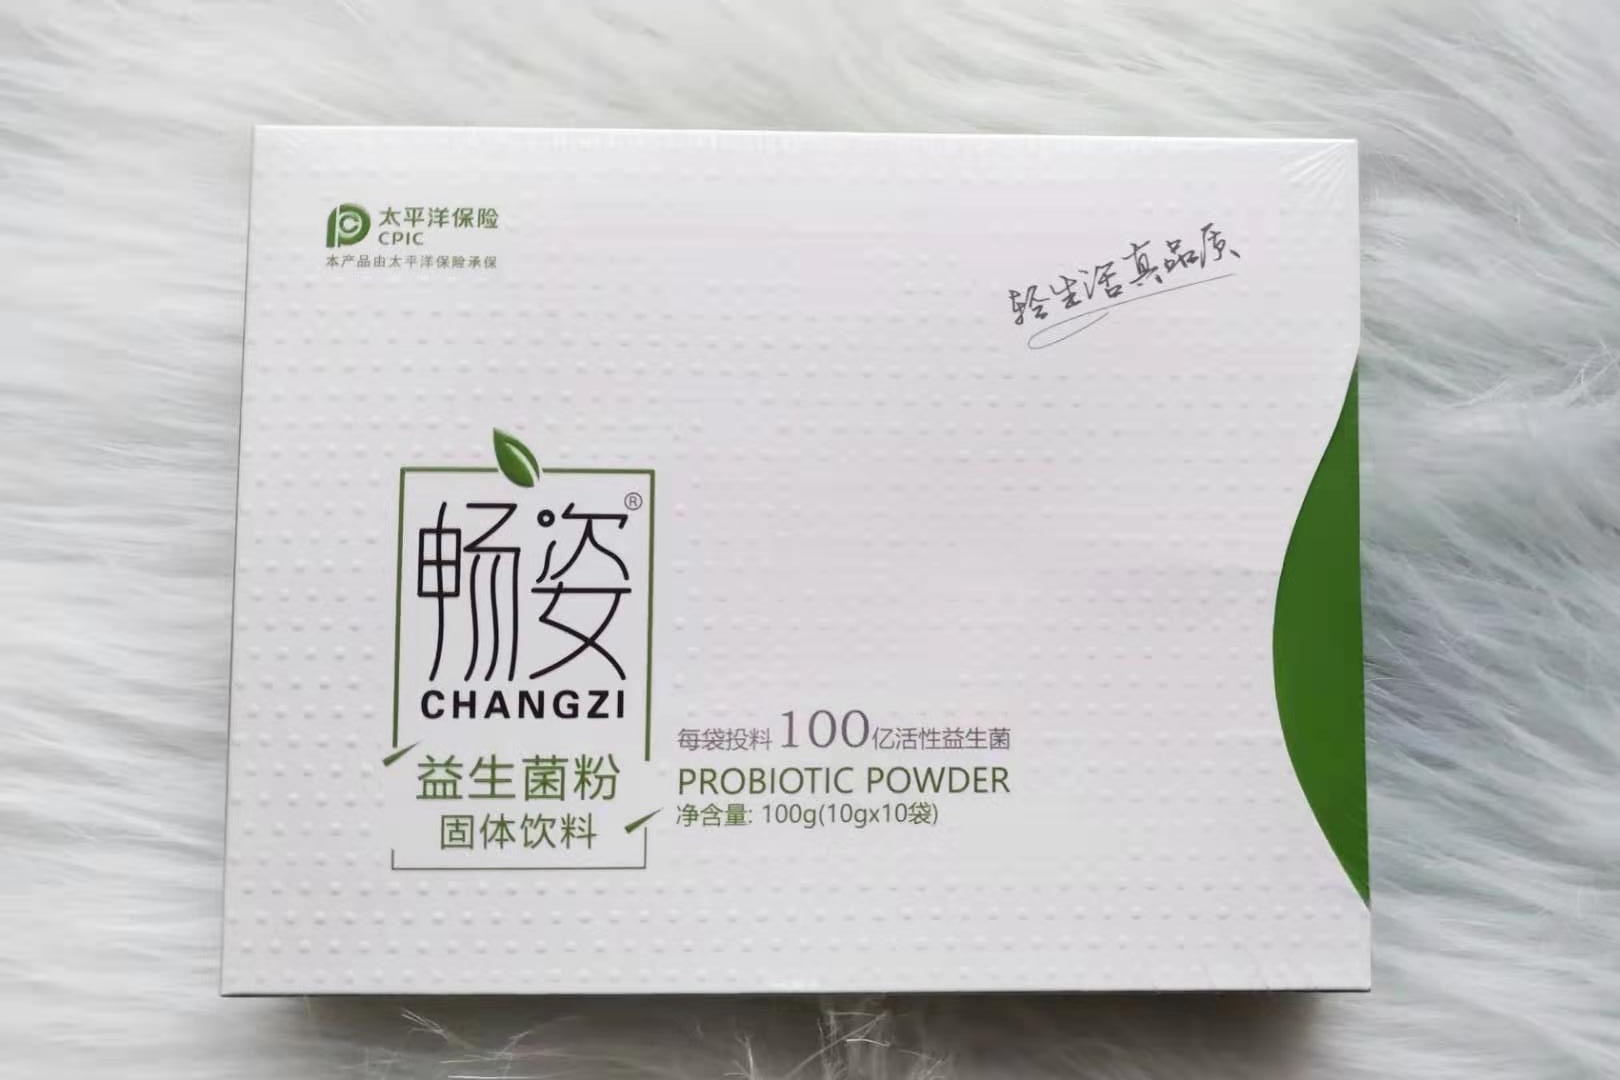 太平洋保险
CPIC
本产品由太平洋保险承保
轻生活真品质
畅姿®
CHANGZI
益生菌粉
固体饮料
每袋投料100亿活性益生菌
PROBIOTIC POWDER
净含量: 100g(10gx10袋)